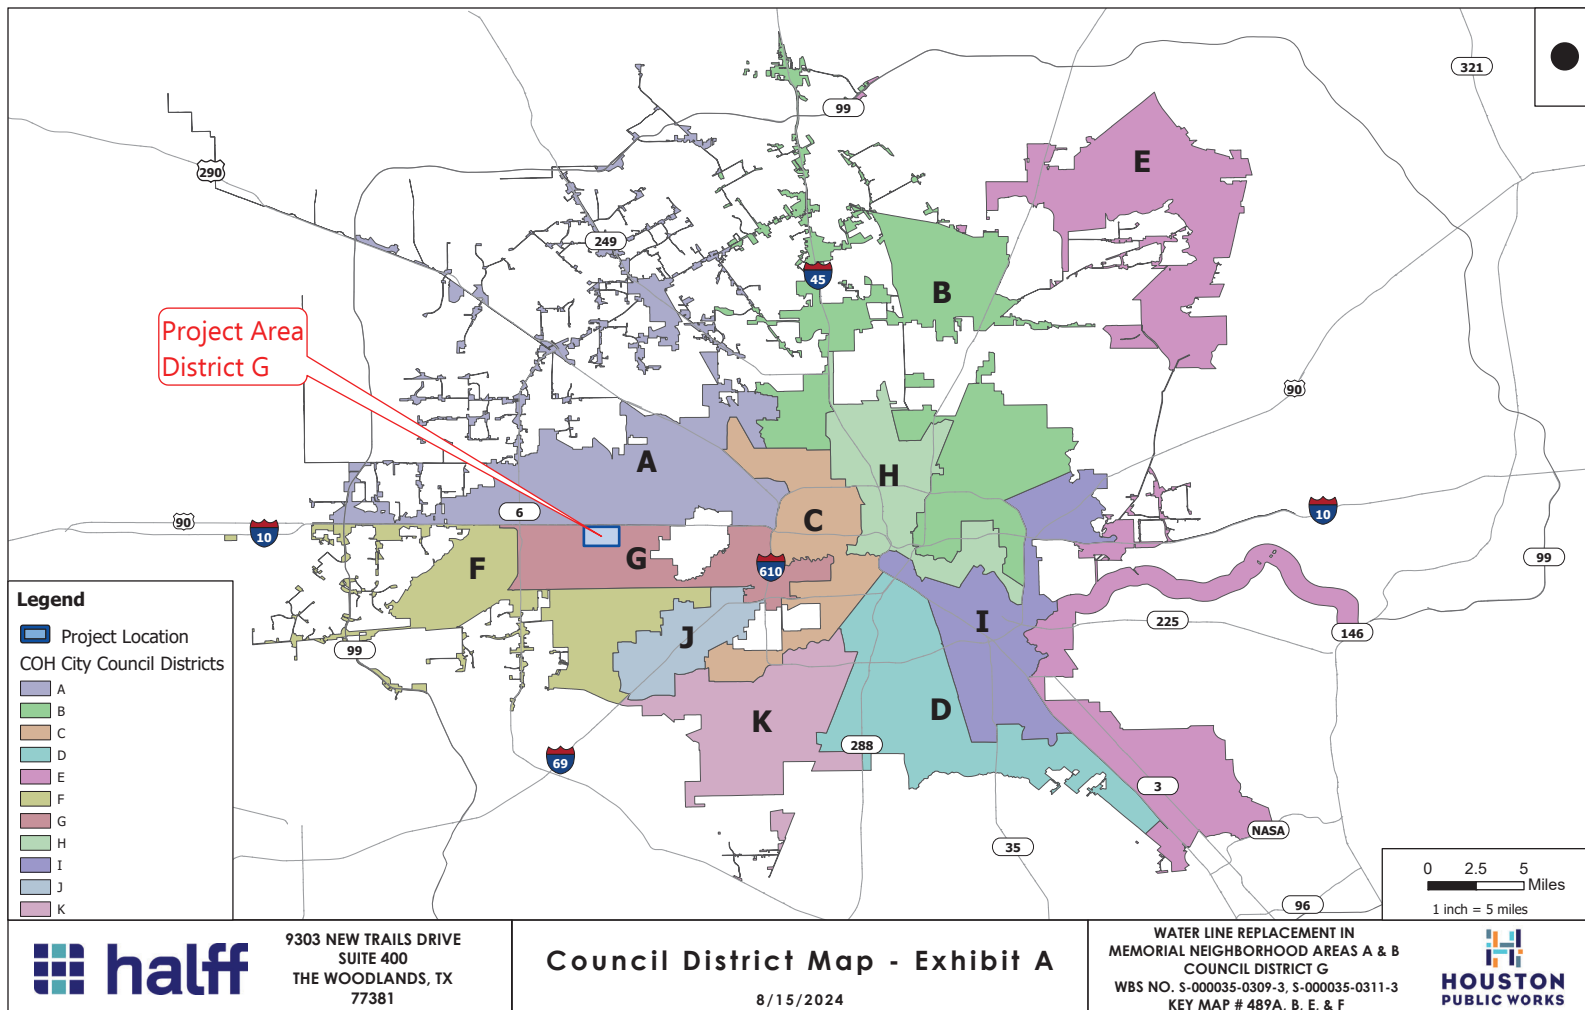 321
99
290
E
249
45
B
Project Area
District G
90
A
H
6
90
10
C
10
G
F
610
99
I
225
146
J
99
D
K
288
69
3
NASA
35
96
Legend
Project Location
COH City Council Districts
A
B
C
D
E
F
G
H
I
J
K
0 2.5 5
Miles
1 inch = 5 miles
halff
9303 NEW TRAILS DRIVE
SUITE 400
THE WOODLANDS, TX
77381
Council District Map - Exhibit A
8/15/2024
WATER LINE REPLACEMENT IN
MEMORIAL NEIGHBORHOOD AREAS A & B
COUNCIL DISTRICT G
WBS NO. S-000035-0309-3, S-000035-0311-3
KEY MAP # 489A, B, E, & F
HOUSTON
PUBLIC WORKS